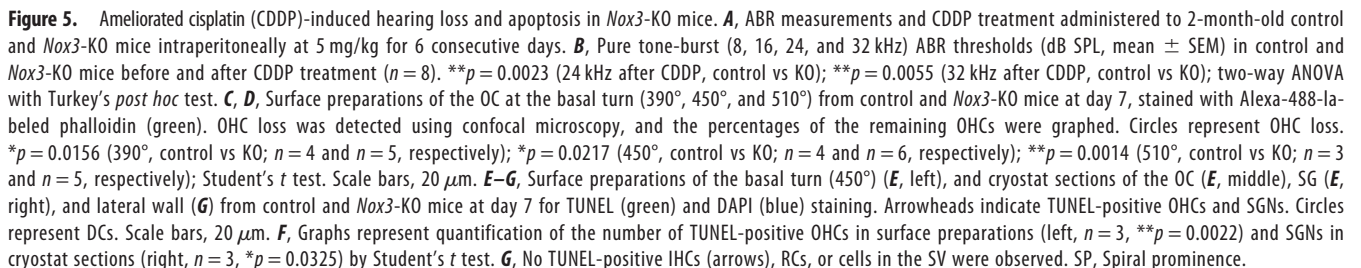 Figure 5. Ameliorated cisplatin (CDDP)-induced hearing loss and apoptosis in Nox3-KO mice. A, ABR measurements and CDDP treatment administered to 2-month-old control
and Nox3-KO mice intraperitoneally at 5 mg/kg for 6 consecutive days. B, Pure tone-burst (8, 16, 24, and 32 kHz) ABR thresholds (dB SPL, mean ± SEM) in control and
Nox3-KO mice before and after CDDP treatment (n = 8). **p = 0.0023 (24 kHz after CDDP, control vs KO); **p = 0.0055 (32 kHz after CDDP, control vs KO); two-way ANOVA
with Turkey's post hoc test. C, D, Surface preparations of the OC at the basal turn (390°, 450°, and 510°) from control and Nox3-KO mice at day 7, stained with Alexa-488-la-
beled phalloidin (green). OHC loss was detected using confocal microscopy, and the percentages of the remaining OHCs were graphed. Circles represent OHC loss.
*p = 0.0156 (390°, control vs KO; n = 4 and n = 5, respectively); *p = 0.0217 (450°, control vs KO; n = 4 and n = 6, respectively); **p = 0.0014 (510°, control vs KO; n = 3
and n = 5, respectively); Student's t test. Scale bars, 20 μm. E–G, Surface preparations of the basal turn (450°) (E, left), and cryostat sections of the OC (E, middle), SG (E,
right), and lateral wall (G) from control and Nox3-KO mice at day 7 for TUNEL (green) and DAPI (blue) staining. Arrowheads indicate TUNEL-positive OHCs and SGNs. Circles
represent DCs. Scale bars, 20 μm. F, Graphs represent quantification of the number of TUNEL-positive OHCs in surface preparations (left, n = 3, **p = 0.0022) and SGNs in
cryostat sections (right, n = 3, *p = 0.0325) by Student's t test. G, No TUNEL-positive IHCs (arrows), RCs, or cells in the SV were observed. SP, Spiral prominence.